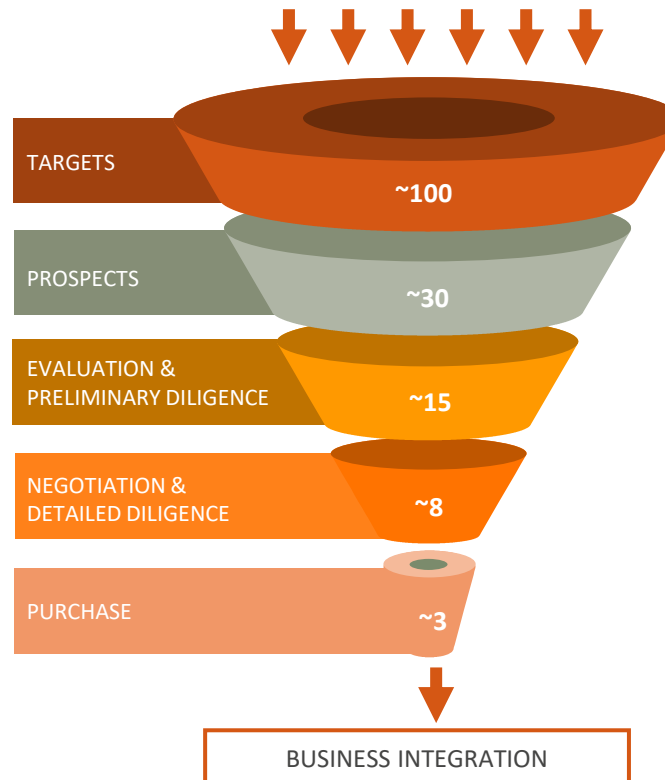 TARGETS
~100
PROSPECTS
~30
EVALUATION &
PRELIMINARY DILIGENCE
~15
NEGOTIATION &
DETAILED DILIGENCE
~8
PURCHASE
~3
BUSINESS INTEGRATION